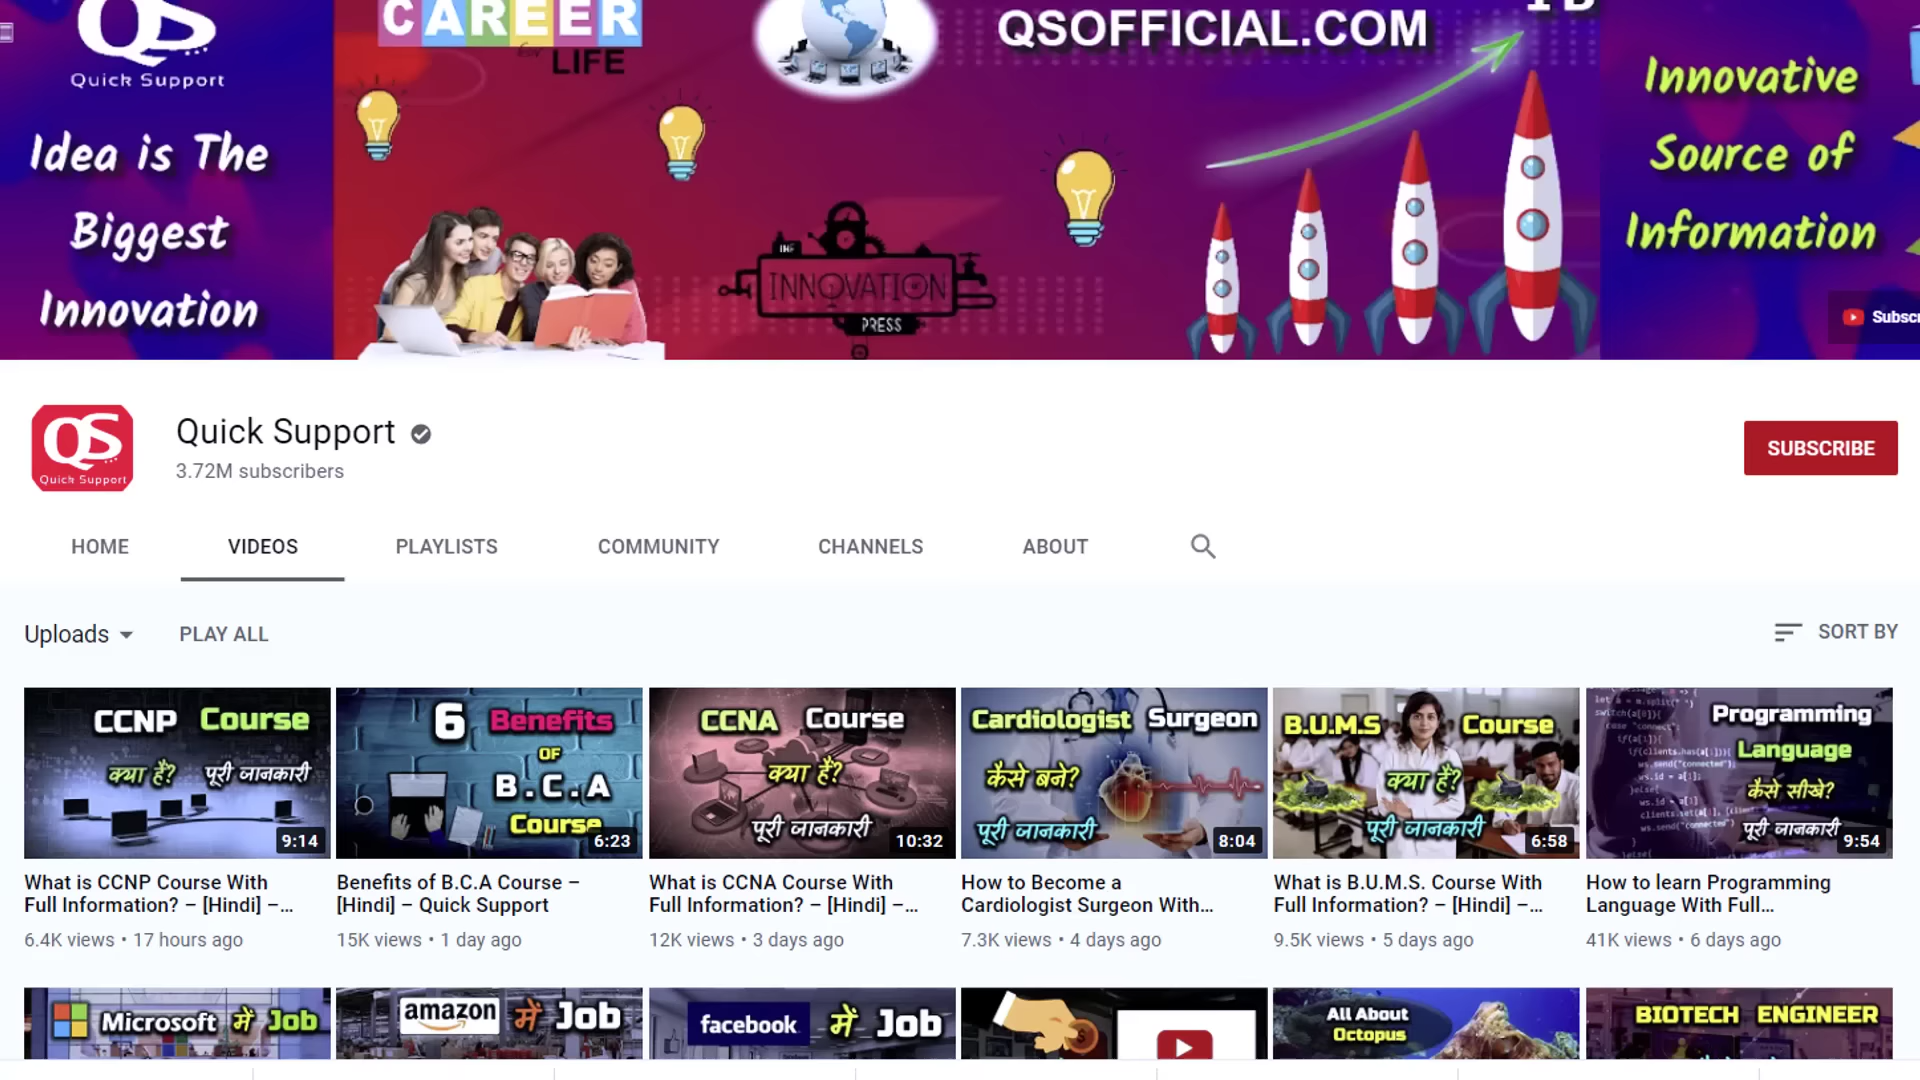 QS
Quick Support
Idea is The
Biggest
Innovation
CAREER
for
LIFE
QSOFFICIAL.COM
THE
INNOVATION
PRESS
Innovative
Source of
Information
QS
Quick Support
Quick Support
3.72M subscribers
SUBSCRIBE
HOME VIDEOS PLAYLISTS COMMUNITY CHANNELS ABOUT
Uploads PLAY ALL SORT BY
CCNP Course
क्या है? पूरी जानकारी
9:14
6 Benefits
OF
B.C.A
Course
6:23
CCNA Course
क्या है?
पूरी जानकारी
10:32
Cardiologist Surgeon
कैसे बने?
पूरी जानकारी
8:04
B.U.M.S Course
क्या है?
पूरी जानकारी
6:58
Programming
Language
कैसे सीखे?
पूरी जानकारी
9:54
What is CCNP Course With
Full Information? – [Hindi] –...
6.4K views • 17 hours ago
Benefits of B.C.A Course –
[Hindi] – Quick Support
15K views • 1 day ago
What is CCNA Course With
Full Information? – [Hindi] –...
12K views • 3 days ago
How to Become a
Cardiologist Surgeon With...
7.3K views • 4 days ago
What is B.U.M.S. Course With
Full Information? – [Hindi] –...
9.5K views • 5 days ago
How to learn Programming
Language With Full...
41K views • 6 days ago
Microsoft में Job
amazon में Job
facebook में Job
All About
Octopus
BIOTECH ENGINEER